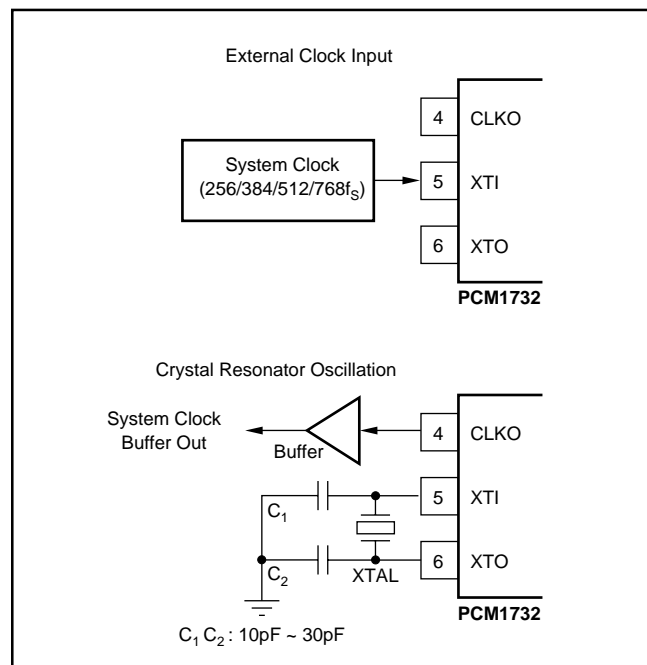 External Clock Input
4 CLKO
System Clock
(256/384/512/768fS)
5 XTI
6 XTO
PCM1732
Crystal Resonator Oscillation
System Clock
Buffer Out
Buffer
4 CLKO
C1
5 XTI
C2
XTAL
6 XTO
PCM1732
C1 C2 : 10pF ~ 30pF